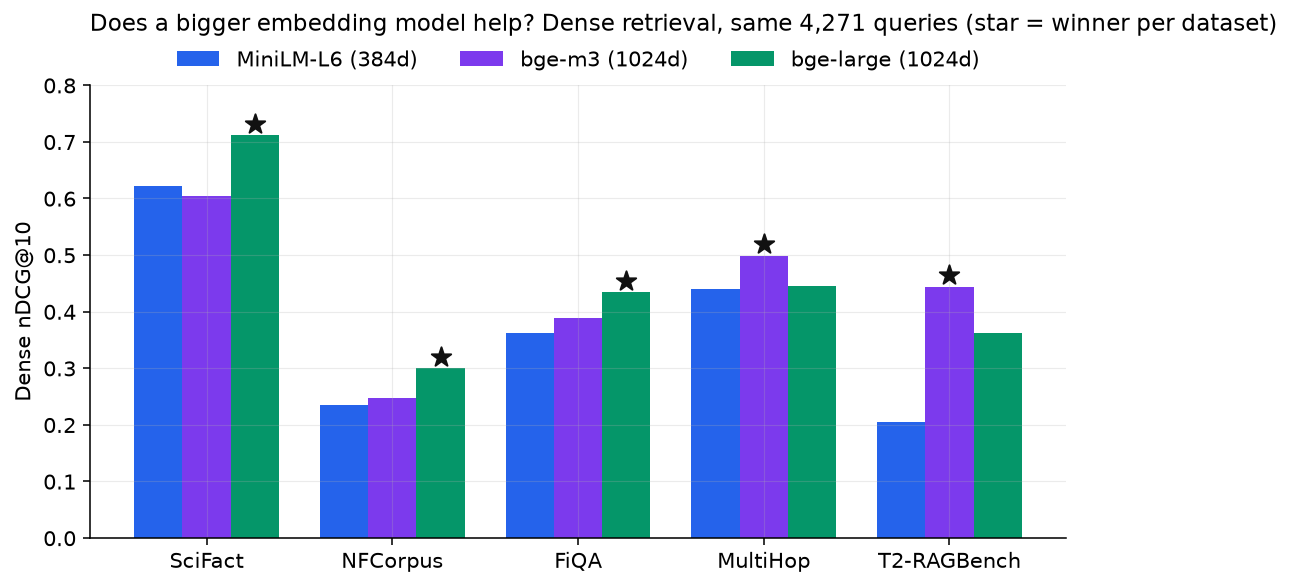 Does a bigger embedding model help? Dense retrieval, same 4,271 queries (star = winner per dataset)
MiniLM-L6 (384d) bge-m3 (1024d) bge-large (1024d)
Dense nDCG@10
0.8
0.7
0.6
0.5
0.4
0.3
0.2
0.1
0.0
SciFact NFCorpus FiQA MultiHop T2-RAGBench